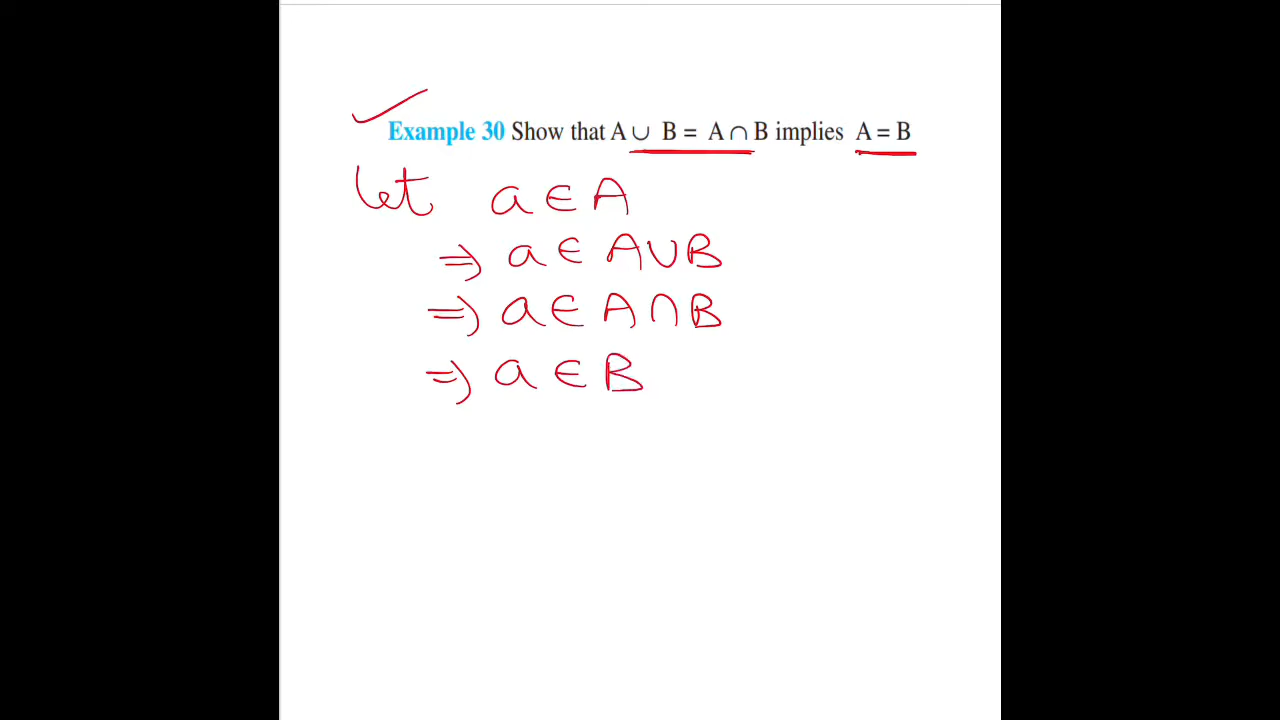 Example 30 Show that A ∪ B = A ∩ B implies A = B
Let a ∈ A
⇒ a ∈ A ∪ B
⇒ a ∈ A ∩ B
⇒ a ∈ B